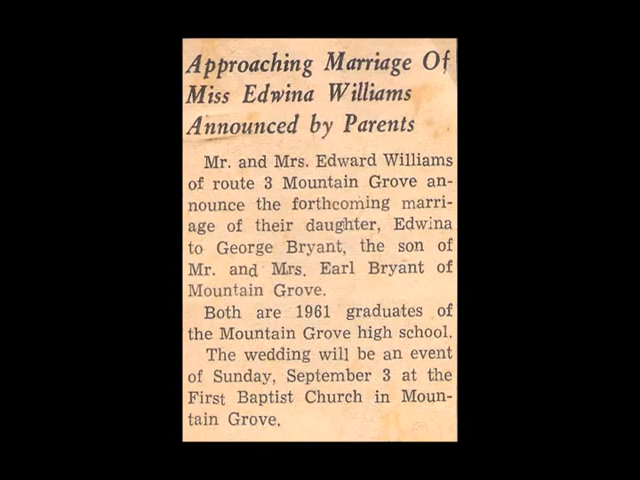 Approaching Marriage Of
Miss Edwina Williams
Announced by Parents
Mr. and Mrs. Edward Williams
of route 3 Mountain Grove an-
nounce the forthcoming marri-
age of their daughter, Edwina
to George Bryant, the son of
Mr. and Mrs. Earl Bryant of
Mountain Grove.
Both are 1961 graduates of
the Mountain Grove high school.
The wedding will be an event
of Sunday, September 3 at the
First Baptist Church in Moun-
tain Grove.